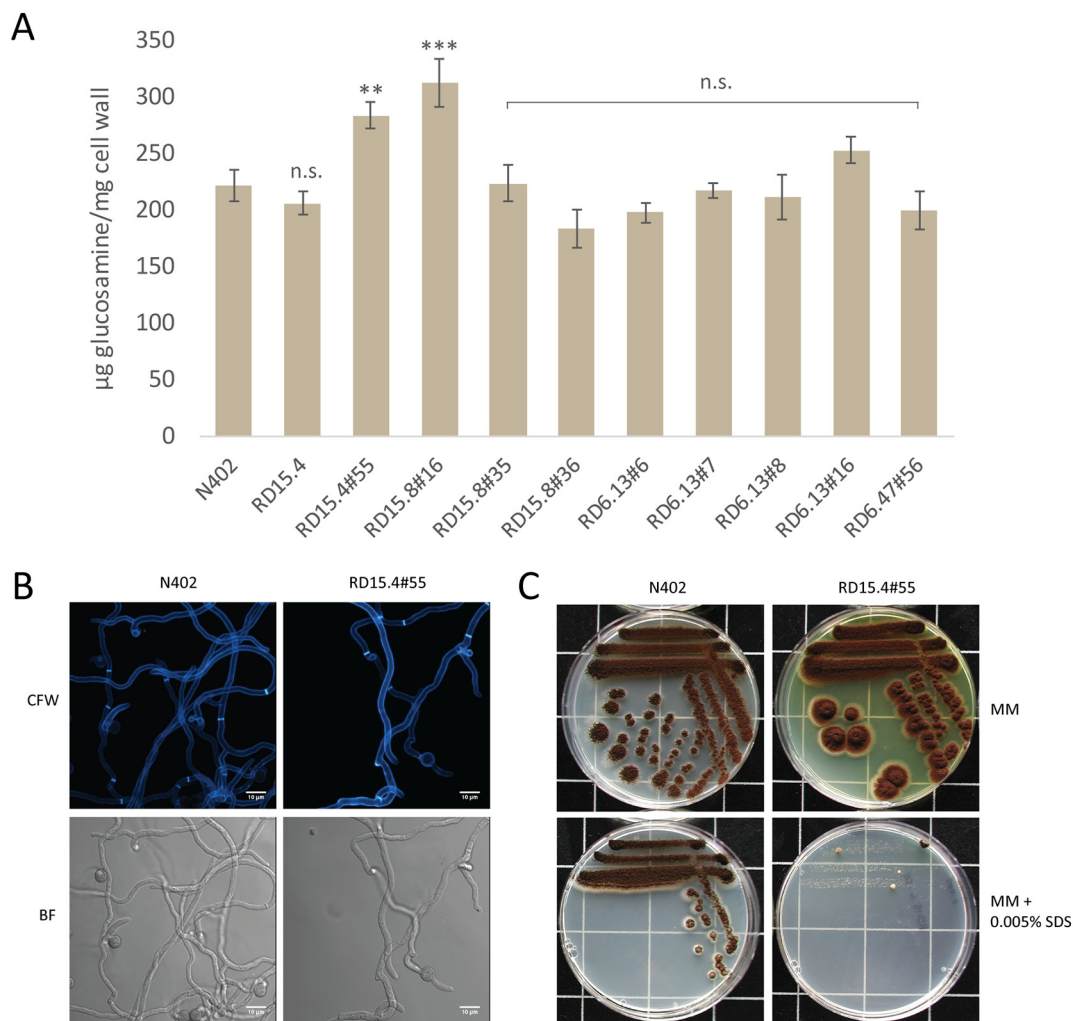 A
µg glucosamine/mg cell wall
350
300
250
200
150
100
50
0
n.s.
**
***
n.s.
N402
RD15.4
RD15.4#55
RD15.8#16
RD15.8#35
RD15.8#36
RD6.13#6
RD6.13#7
RD6.13#8
RD6.13#16
RD6.47#56
B
N402
RD15.4#55
CFW
10 µm
10 µm
BF
10 µm
10 µm
C
N402
RD15.4#55
MM
MM +
0.005% SDS